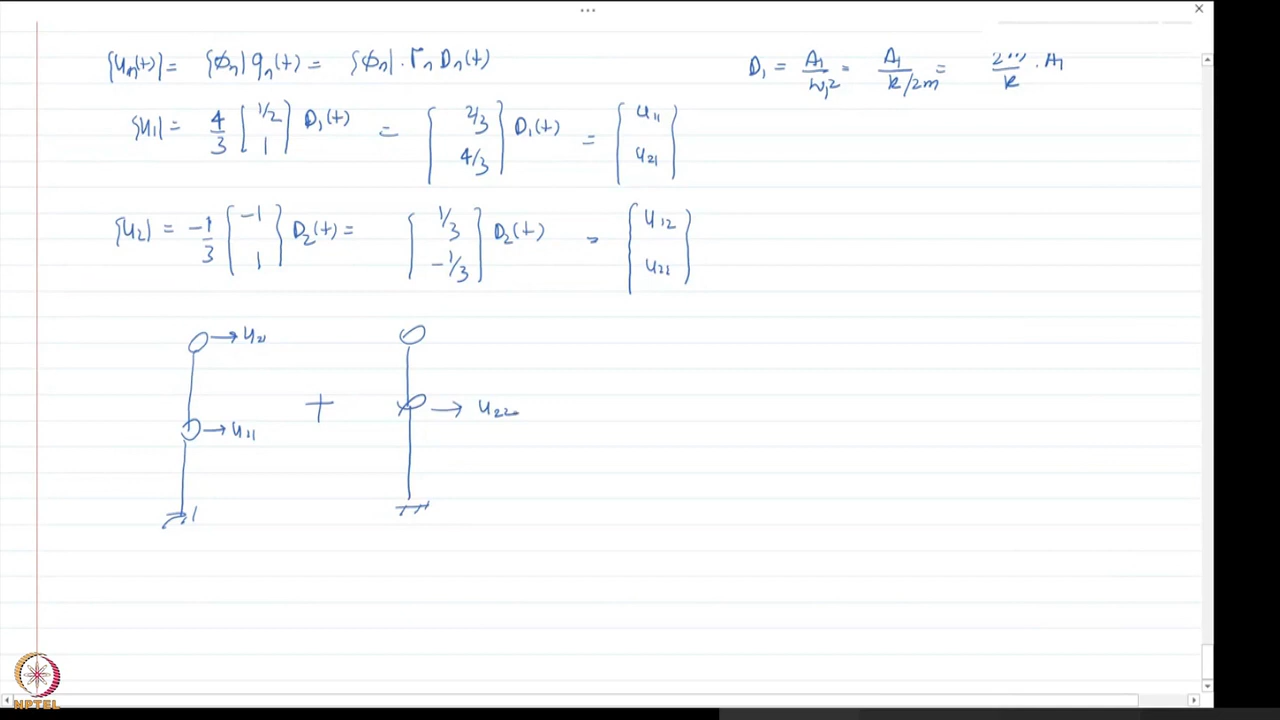 {uₙ(t)} = {φₙ} qₙ(t) = {φₙ} · Γₙ Dₙ(t)
D₁ = A₁/ω₁² = A₁/(k/2m) = 2m/k · A₁
{u₁} = 4/3 {1/2 1} D₁(t) = {2/3 4/3} D₁(t) = {u₁₁ u₂₁}
{u₂} = -1/3 {-1 1} D₂(t) = {1/3 -1/3} D₂(t) = {u₁₂ u₂₂}
→ u₂₁
→ u₁₁ + → u₂₂
NPTEL